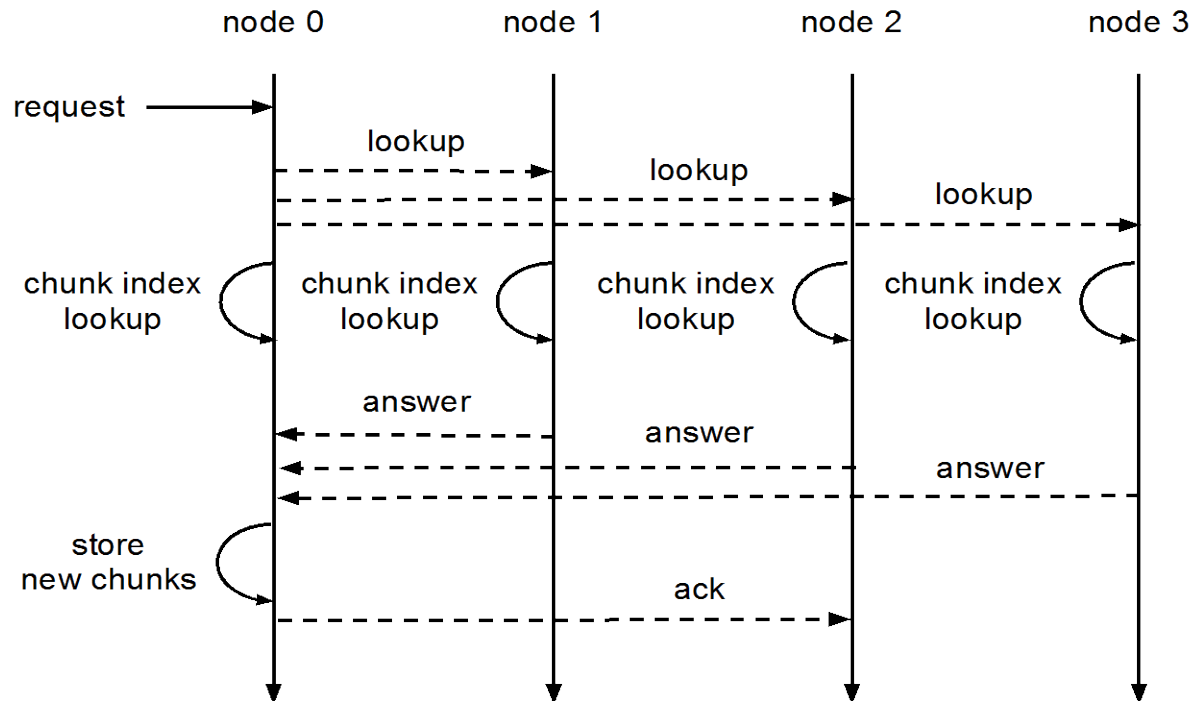 node 0
node 1
node 2
node 3
request
lookup
lookup
lookup
chunk index
lookup
chunk index
lookup
chunk index
lookup
chunk index
lookup
answer
answer
answer
store
new chunks
ack